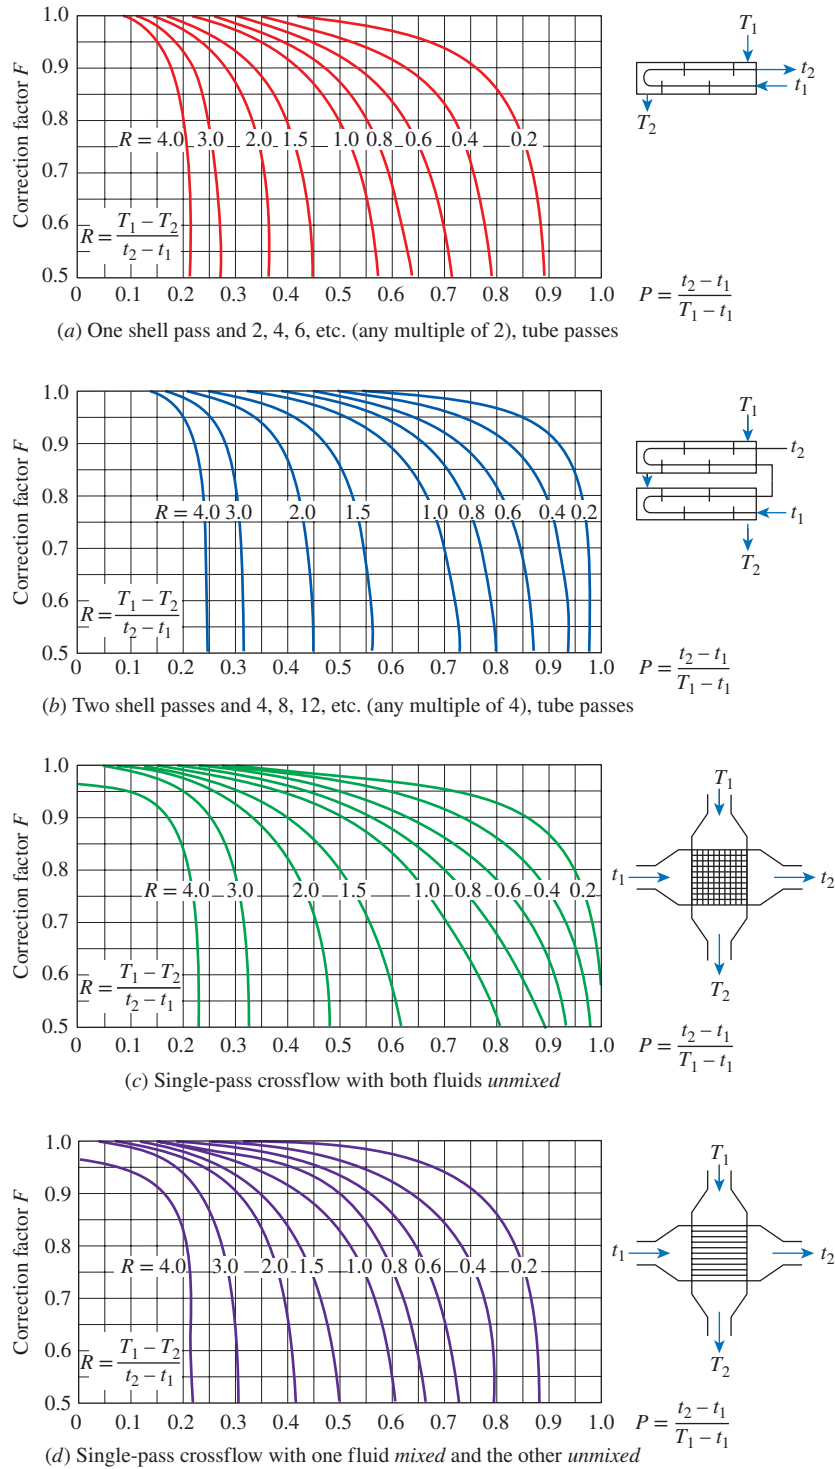 Correction factor F
1.0
0.9
0.8
0.7
0.6
0.5
R = 4.0 3.0 2.0 1.5 1.0 0.8 0.6 0.4 0.2
R = (T₁ − T₂)/(t₂ − t₁)
0 0.1 0.2 0.3 0.4 0.5 0.6 0.7 0.8 0.9 1.0
T₁
t₂
t₁
T₂
P = (t₂ − t₁)/(T₁ − t₁)
(a) One shell pass and 2, 4, 6, etc. (any multiple of 2), tube passes
Correction factor F
1.0
0.9
0.8
0.7
0.6
0.5
R = 4.0 3.0 2.0 1.5 1.0 0.8 0.6 0.4 0.2
R = (T₁ − T₂)/(t₂ − t₁)
0 0.1 0.2 0.3 0.4 0.5 0.6 0.7 0.8 0.9 1.0
T₁
t₂
t₁
T₂
P = (t₂ − t₁)/(T₁ − t₁)
(b) Two shell passes and 4, 8, 12, etc. (any multiple of 4), tube passes
Correction factor F
1.0
0.9
0.8
0.7
0.6
0.5
R = 4.0 3.0 2.0 1.5 1.0 0.8 0.6 0.4 0.2
R = (T₁ − T₂)/(t₂ − t₁)
0 0.1 0.2 0.3 0.4 0.5 0.6 0.7 0.8 0.9 1.0
T₁
t₁
t₂
T₂
P = (t₂ − t₁)/(T₁ − t₁)
(c) Single-pass crossflow with both fluids unmixed
Correction factor F
1.0
0.9
0.8
0.7
0.6
0.5
R = 4.0 3.0 2.0 1.5 1.0 0.8 0.6 0.4 0.2
R = (T₁ − T₂)/(t₂ − t₁)
0 0.1 0.2 0.3 0.4 0.5 0.6 0.7 0.8 0.9 1.0
T₁
t₁
t₂
T₂
P = (t₂ − t₁)/(T₁ − t₁)
(d) Single-pass crossflow with one fluid mixed and the other unmixed